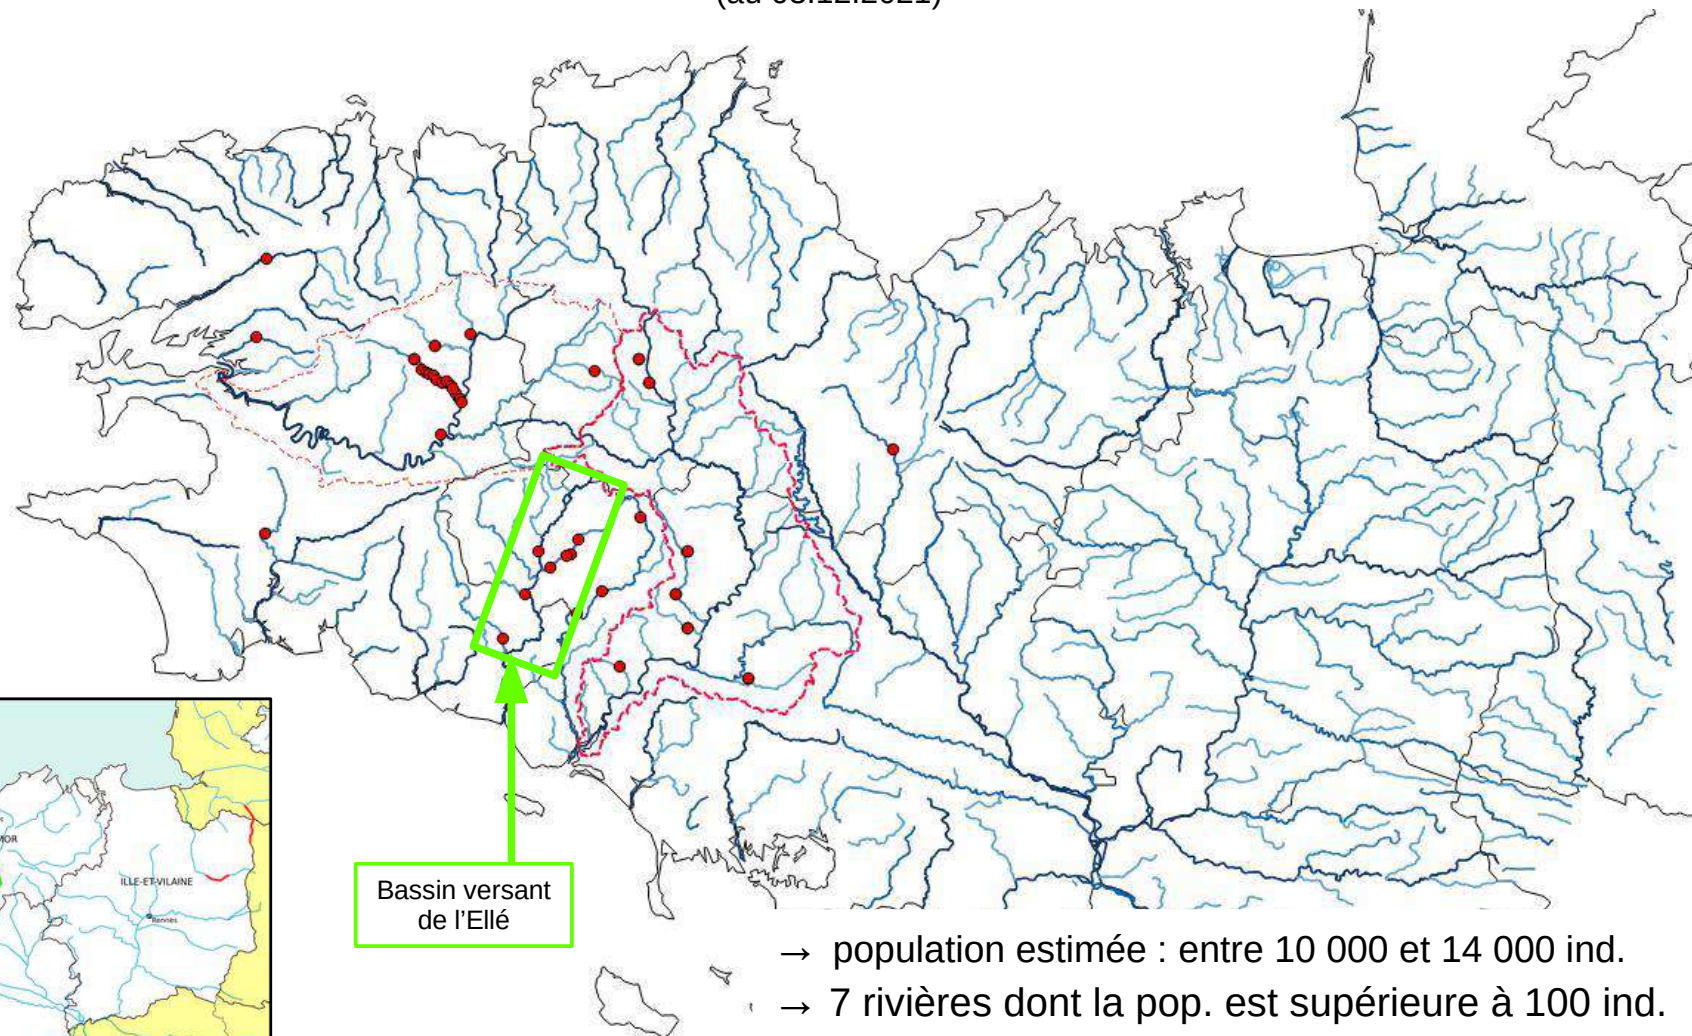 Bassin versant
de l'Ellé
MOR
ILLE-ET-VILAINE
Rennes
→ population estimée : entre 10 000 et 14 000 ind.
→ 7 rivières dont la pop. est supérieure à 100 ind.